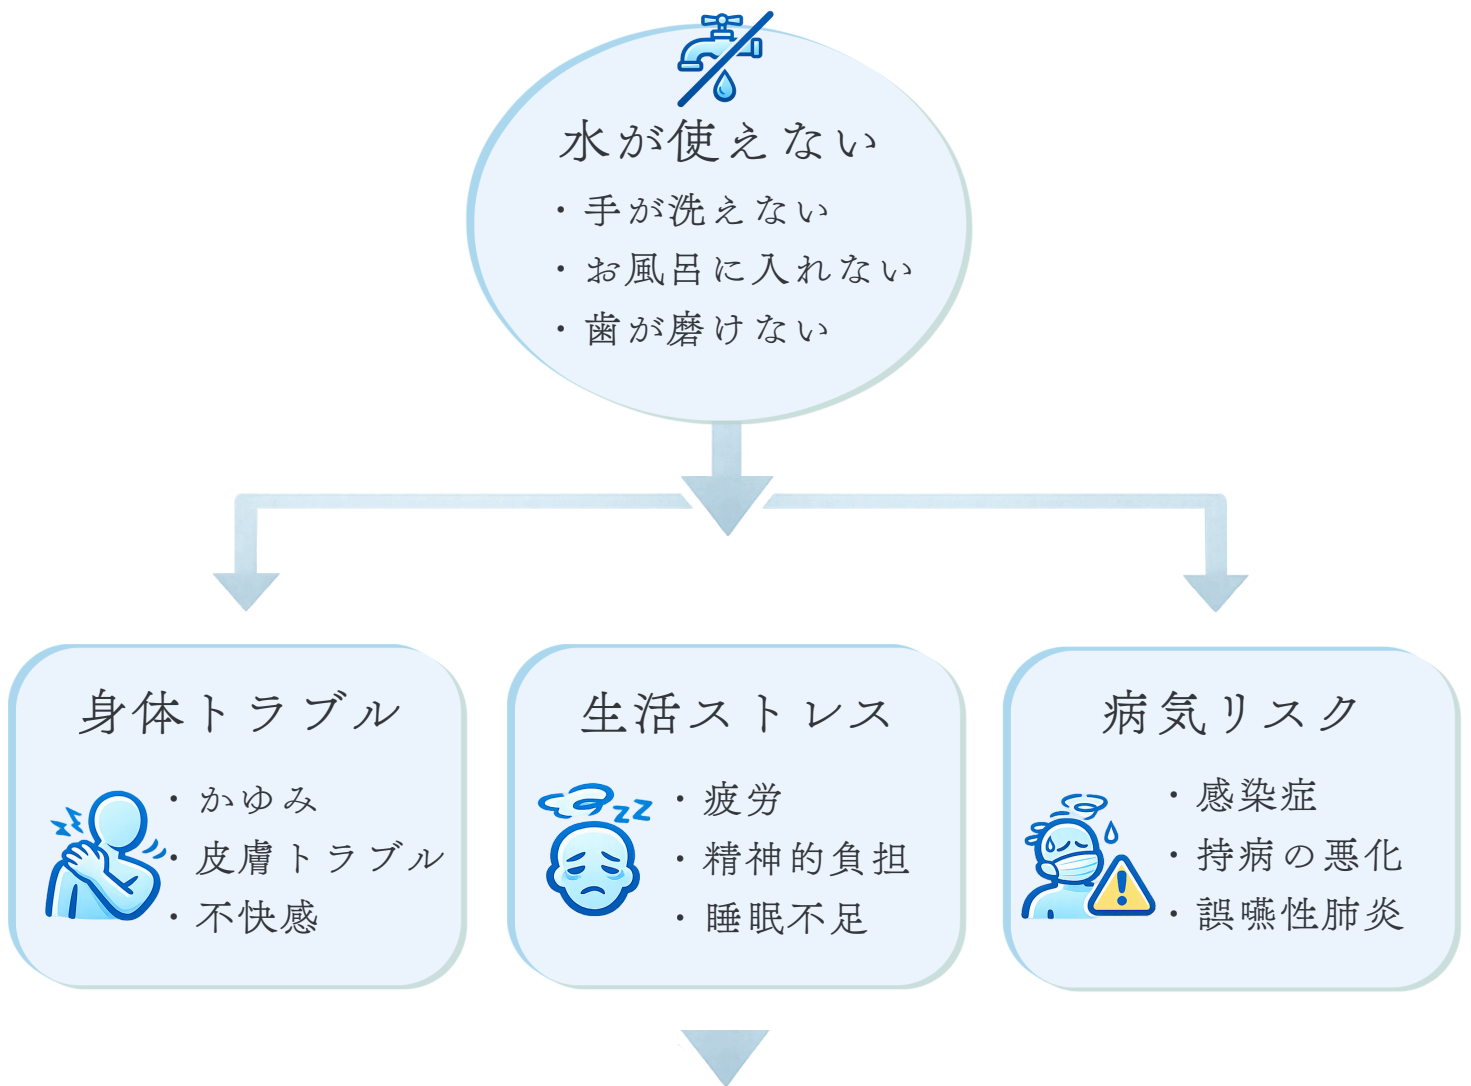 水が使えない
・手が洗えない
・お風呂に入れない
・歯が磨けない
身体トラブル
・かゆみ
・皮膚トラブル
・不快感
生活ストレス
zzZ
・疲労
・精神的負担
・睡眠不足
病気リスク
・感染症
・持病の悪化
・誤嚥性肺炎